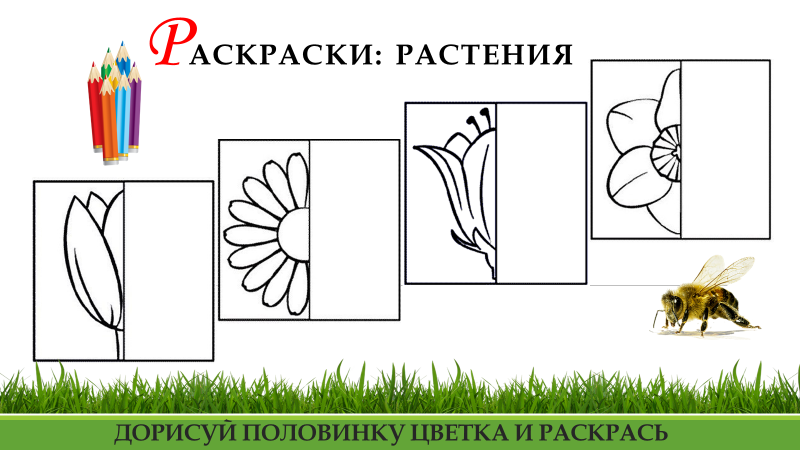 РАСКРАСКИ: РАСТЕНИЯ
ДОРИСУЙ ПОЛОВИНКУ ЦВЕТКА И РАСКРАСЬ